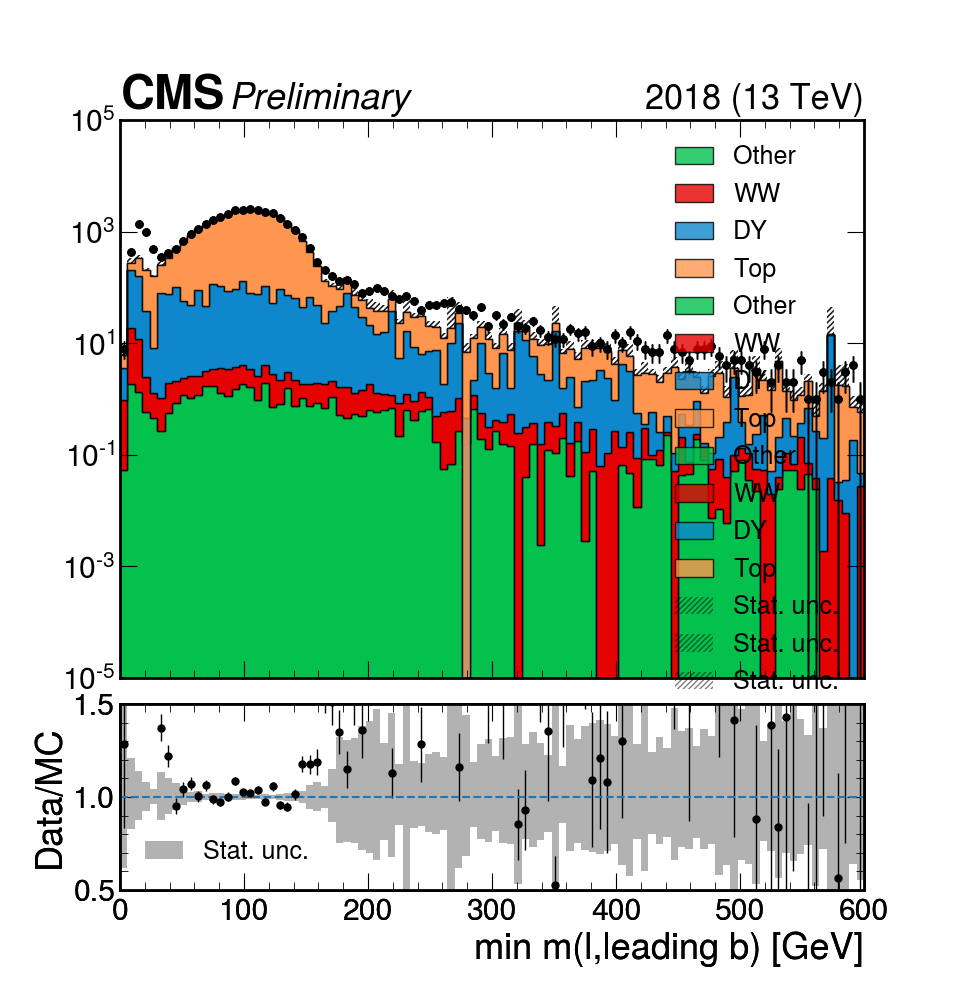 CMS Preliminary 2018 (13 TeV)
10^5
10^3
10^1
10^-1
10^-3
10^-5
Other
WW
DY
Top
Other
WW
DY
Top
Other
WW
DY
Top
Stat. unc.
Stat. unc.
Stat. unc.
1.5
1.0
0.5
Data/MC
Stat. unc.
0 100 200 300 400 500 600
min m(l,leading b) [GeV]